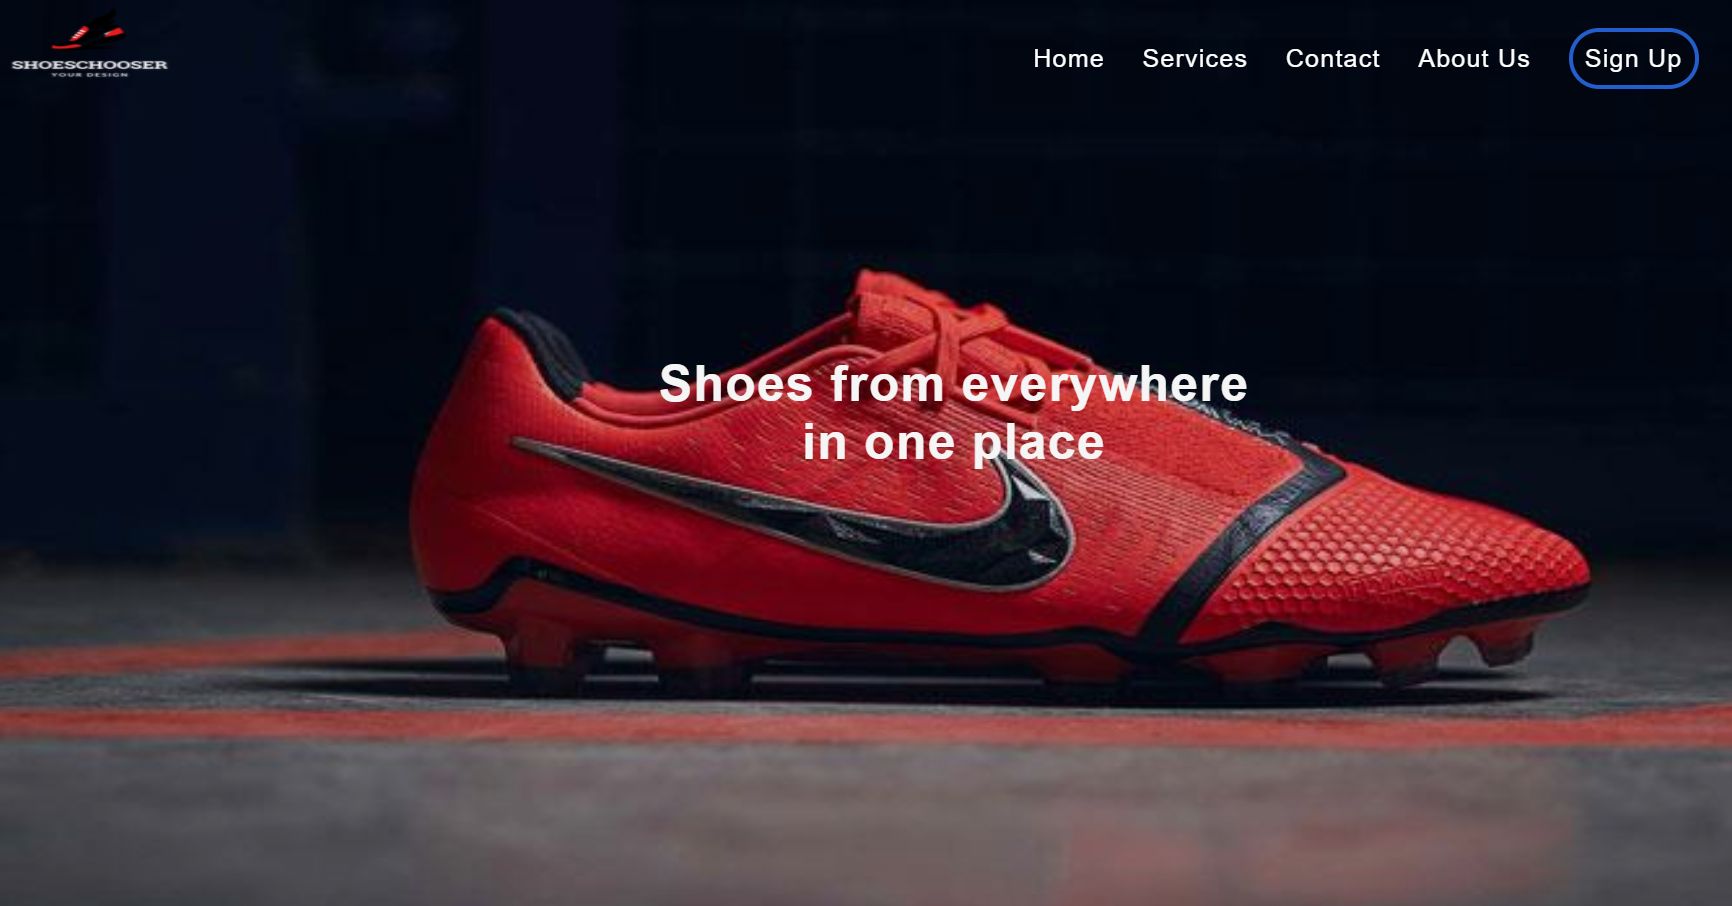 SHOESCHOOSER
YOUR DESIGN
Home
Services
Contact
About Us
Sign Up
Shoes from everywhere
in one place